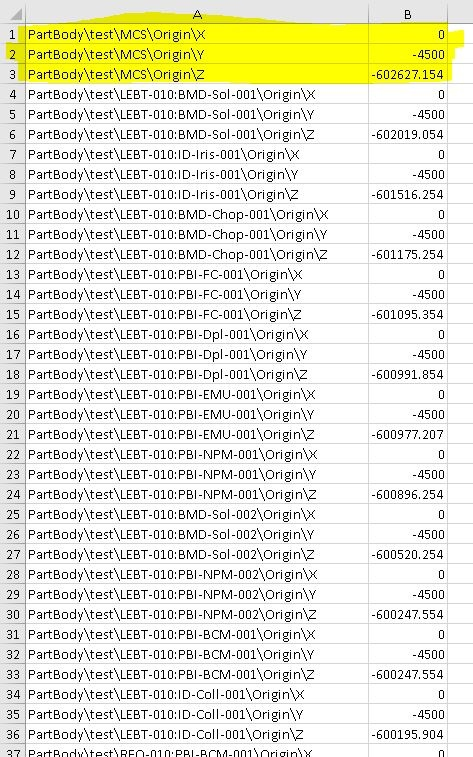 A B
1 PartBody\test\MCS\Origin\X 0
2 PartBody\test\MCS\Origin\Y -4500
3 PartBody\test\MCS\Origin\Z -602627.154
4 PartBody\test\LEBT-010:BMD-Sol-001\Origin\X 0
5 PartBody\test\LEBT-010:BMD-Sol-001\Origin\Y -4500
6 PartBody\test\LEBT-010:BMD-Sol-001\Origin\Z -602019.054
7 PartBody\test\LEBT-010:ID-Iris-001\Origin\X 0
8 PartBody\test\LEBT-010:ID-Iris-001\Origin\Y -4500
9 PartBody\test\LEBT-010:ID-Iris-001\Origin\Z -601516.254
10 PartBody\test\LEBT-010:BMD-Chop-001\Origin\X 0
11 PartBody\test\LEBT-010:BMD-Chop-001\Origin\Y -4500
12 PartBody\test\LEBT-010:BMD-Chop-001\Origin\Z -601175.254
13 PartBody\test\LEBT-010:PBI-FC-001\Origin\X 0
14 PartBody\test\LEBT-010:PBI-FC-001\Origin\Y -4500
15 PartBody\test\LEBT-010:PBI-FC-001\Origin\Z -601095.354
16 PartBody\test\LEBT-010:PBI-Dpl-001\Origin\X 0
17 PartBody\test\LEBT-010:PBI-Dpl-001\Origin\Y -4500
18 PartBody\test\LEBT-010:PBI-Dpl-001\Origin\Z -600991.854
19 PartBody\test\LEBT-010:PBI-EMU-001\Origin\X 0
20 PartBody\test\LEBT-010:PBI-EMU-001\Origin\Y -4500
21 PartBody\test\LEBT-010:PBI-EMU-001\Origin\Z -600977.207
22 PartBody\test\LEBT-010:PBI-NPM-001\Origin\X 0
23 PartBody\test\LEBT-010:PBI-NPM-001\Origin\Y -4500
24 PartBody\test\LEBT-010:PBI-NPM-001\Origin\Z -600896.254
25 PartBody\test\LEBT-010:BMD-Sol-002\Origin\X 0
26 PartBody\test\LEBT-010:BMD-Sol-002\Origin\Y -4500
27 PartBody\test\LEBT-010:BMD-Sol-002\Origin\Z -600520.254
28 PartBody\test\LEBT-010:PBI-NPM-002\Origin\X 0
29 PartBody\test\LEBT-010:PBI-NPM-002\Origin\Y -4500
30 PartBody\test\LEBT-010:PBI-NPM-002\Origin\Z -600247.554
31 PartBody\test\LEBT-010:PBI-BCM-001\Origin\X 0
32 PartBody\test\LEBT-010:PBI-BCM-001\Origin\Y -4500
33 PartBody\test\LEBT-010:PBI-BCM-001\Origin\Z -600247.554
34 PartBody\test\LEBT-010:ID-Coll-001\Origin\X 0
35 PartBody\test\LEBT-010:ID-Coll-001\Origin\Y -4500
36 PartBody\test\LEBT-010:ID-Coll-001\Origin\Z -600195.904
37 PartBody\test\RFQ-010:PBI-BCM-001\Origin\X 0